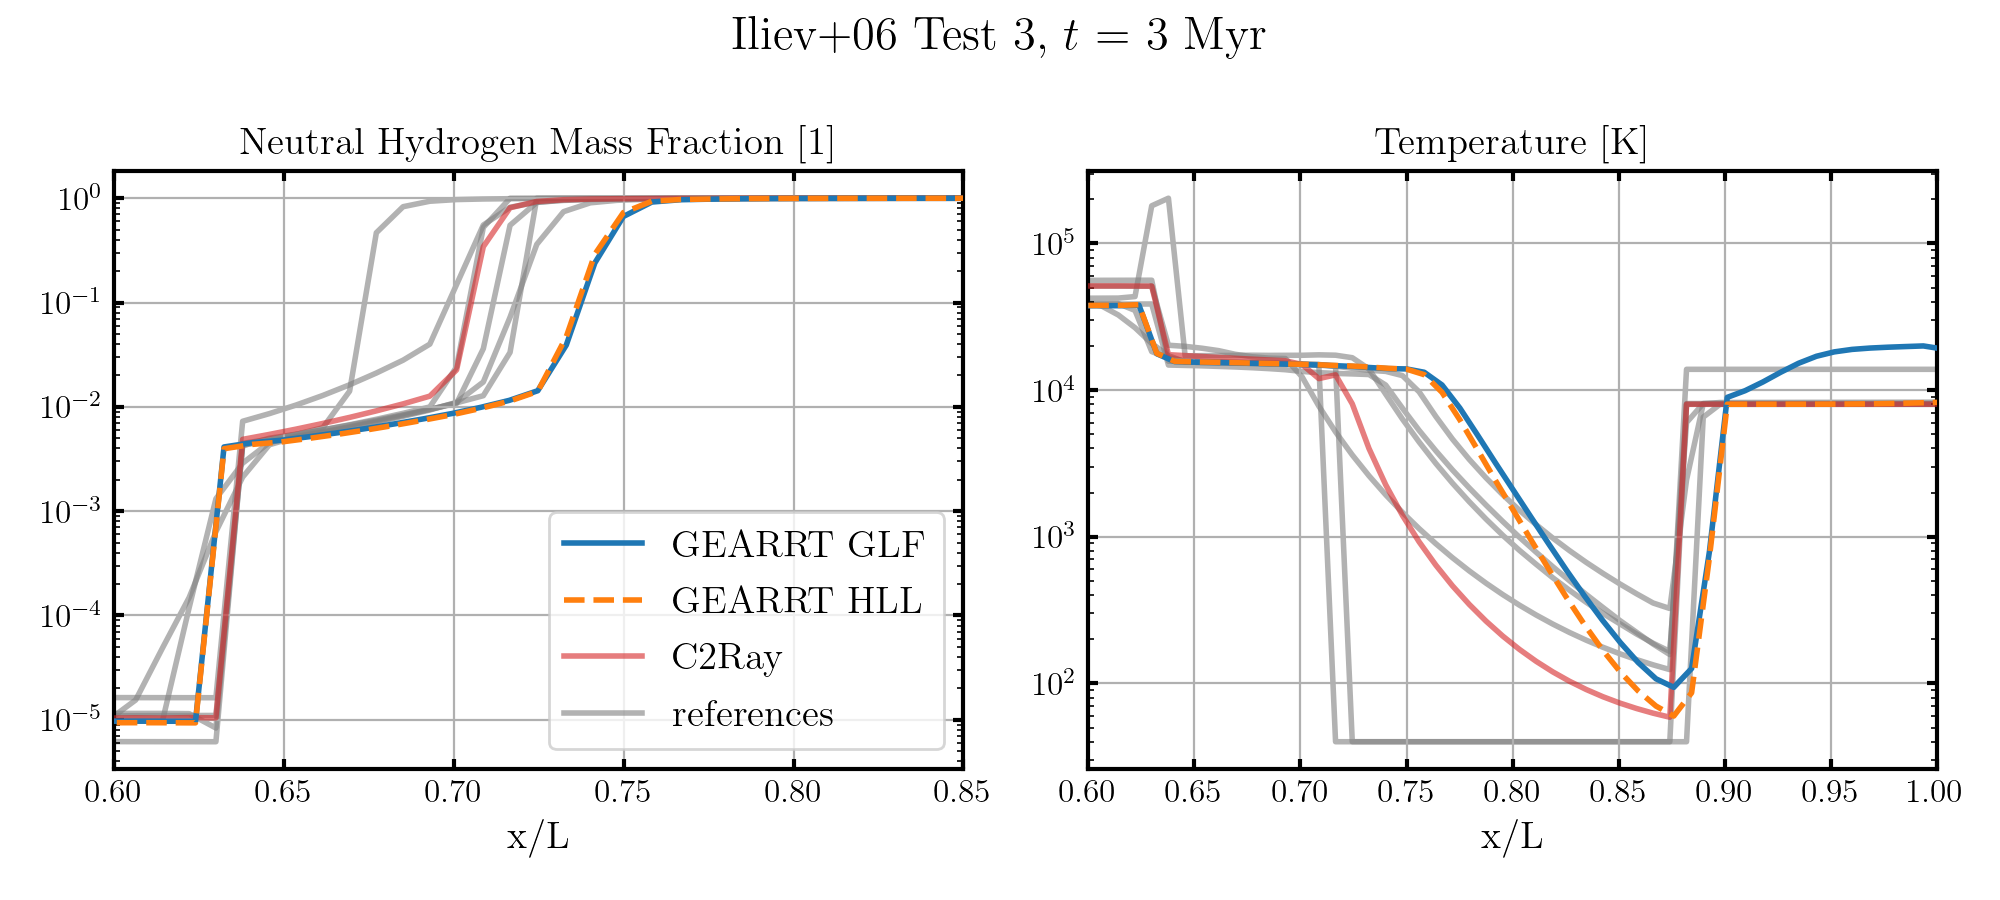 Iliev+06 Test 3, t = 3 Myr
Neutral Hydrogen Mass Fraction [1]
10⁰
10⁻¹
10⁻²
10⁻³
10⁻⁴
10⁻⁵
GEARRT GLF
GEARRT HLL
C2Ray
references
0.60 0.65 0.70 0.75 0.80 0.85
x/L
Temperature [K]
10⁵
10⁴
10³
10²
0.60 0.65 0.70 0.75 0.80 0.85 0.90 0.95 1.00
x/L